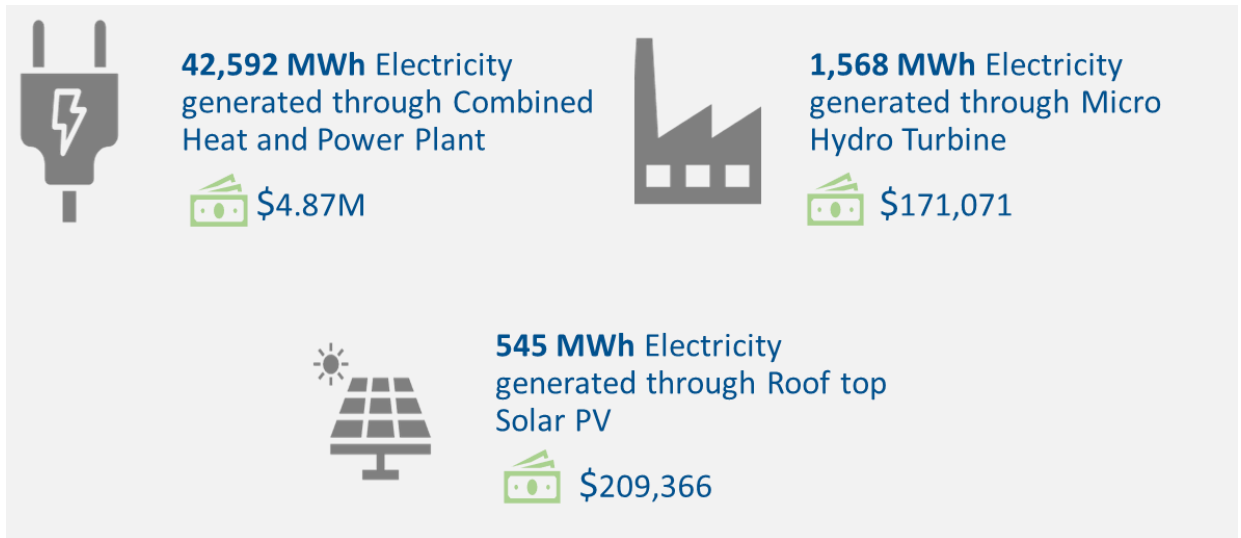 42,592 MWh Electricity
generated through Combined
Heat and Power Plant
$4.87M
1,568 MWh Electricity
generated through Micro
Hydro Turbine
$171,071
545 MWh Electricity
generated through Roof top
Solar PV
$209,366